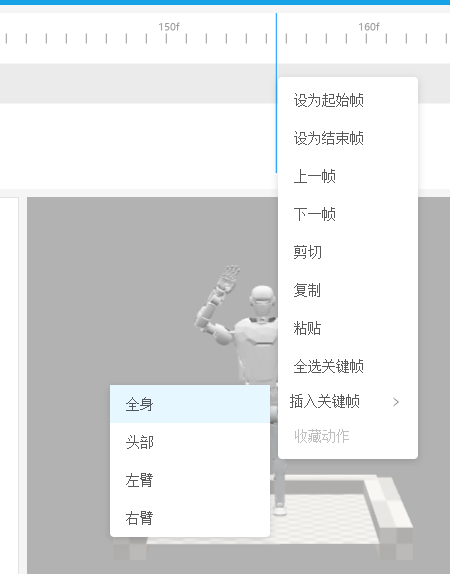 150f 160f
设为起始帧
设为结束帧
上一帧
下一帧
剪切
复制
粘贴
全选关键帧
插入关键帧
收藏动作
全身
头部
左臂
右臂